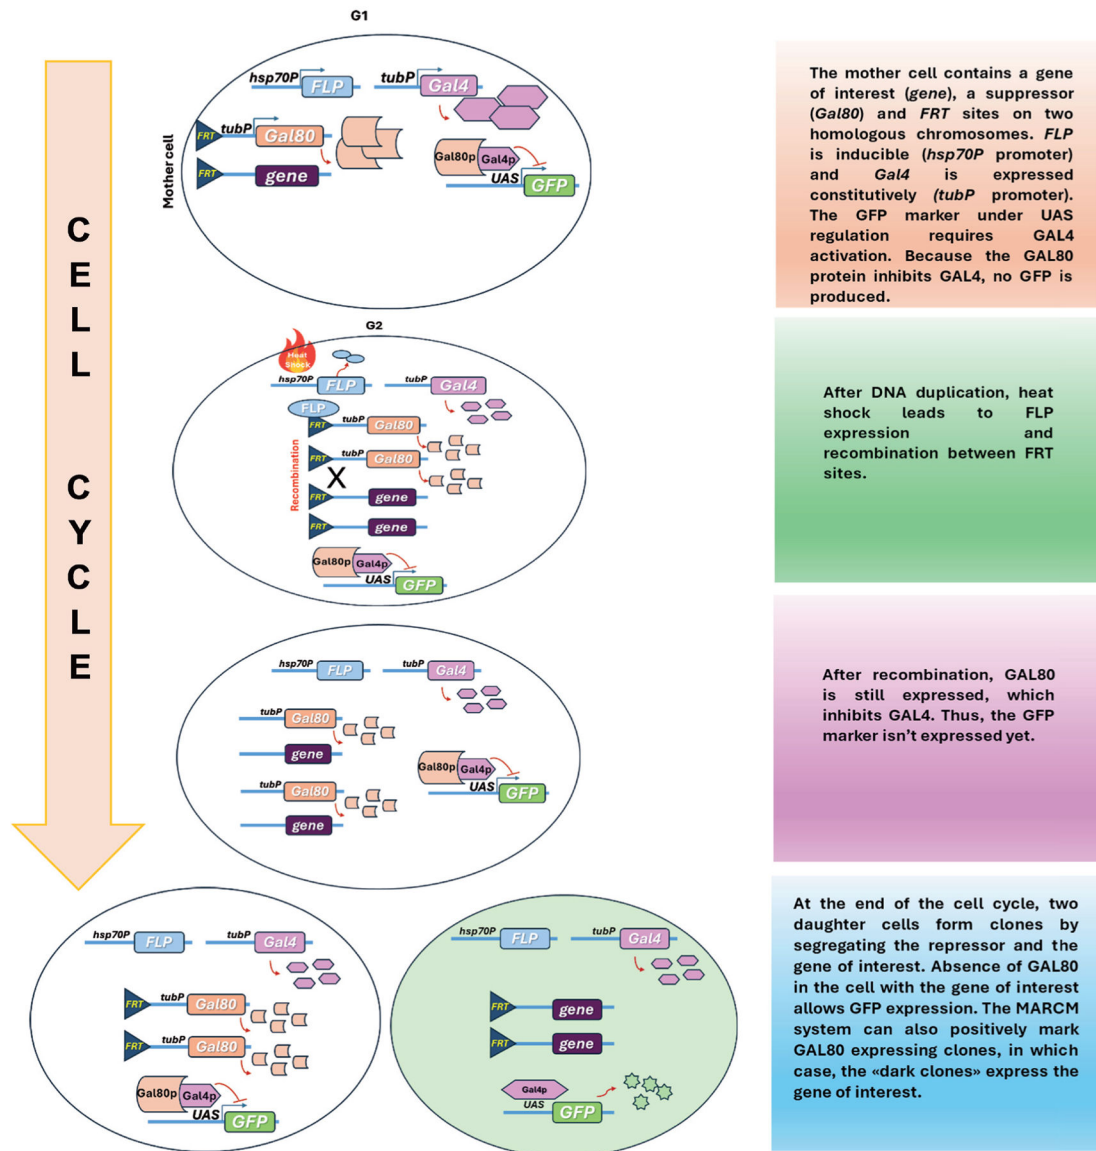 G1
hsp70P
FLP
tubP
Gal4
FRT
tubP
Gal80
FRT
gene
Gal80p
Gal4p
UAS
GFP
Mother cell
The mother cell contains a gene
of interest (gene), a suppressor
(Gal80) and FRT sites on two
homologous chromosomes. FLP
is inducible (hsp70P promoter)
and Gal4 is expressed
constitutively (tubP promoter).
The GFP marker under UAS
regulation requires GAL4
activation. Because the GAL80
protein inhibits GAL4, no GFP is
produced.
CELL CYCLE
G2
Heat
Shock
hsp70P
FLP
tubP
Gal4
FLP
FRT
tubP
Gal80
FRT
tubP
Gal80
Recombination
X
FRT
gene
FRT
gene
Gal80p
Gal4p
UAS
GFP
After DNA duplication, heat
shock leads to FLP
expression and
recombination between FRT
sites.
hsp70P
FLP
tubP
Gal4
tubP
Gal80
gene
tubP
Gal80
gene
Gal80p
Gal4p
UAS
GFP
After recombination, GAL80
is still expressed, which
inhibits GAL4. Thus, the GFP
marker isn’t expressed yet.
hsp70P
FLP
tubP
Gal4
FRT
tubP
Gal80
FRT
tubP
Gal80
Gal80p
Gal4p
UAS
GFP
hsp70P
FLP
tubP
Gal4
FRT
gene
FRT
gene
Gal4p
UAS
GFP
At the end of the cell cycle, two
daughter cells form clones by
segregating the repressor and the
gene of interest. Absence of GAL80
in the cell with the gene of interest
allows GFP expression. The MARCM
system can also positively mark
GAL80 expressing clones, in which
case, the «dark clones» express the
gene of interest.